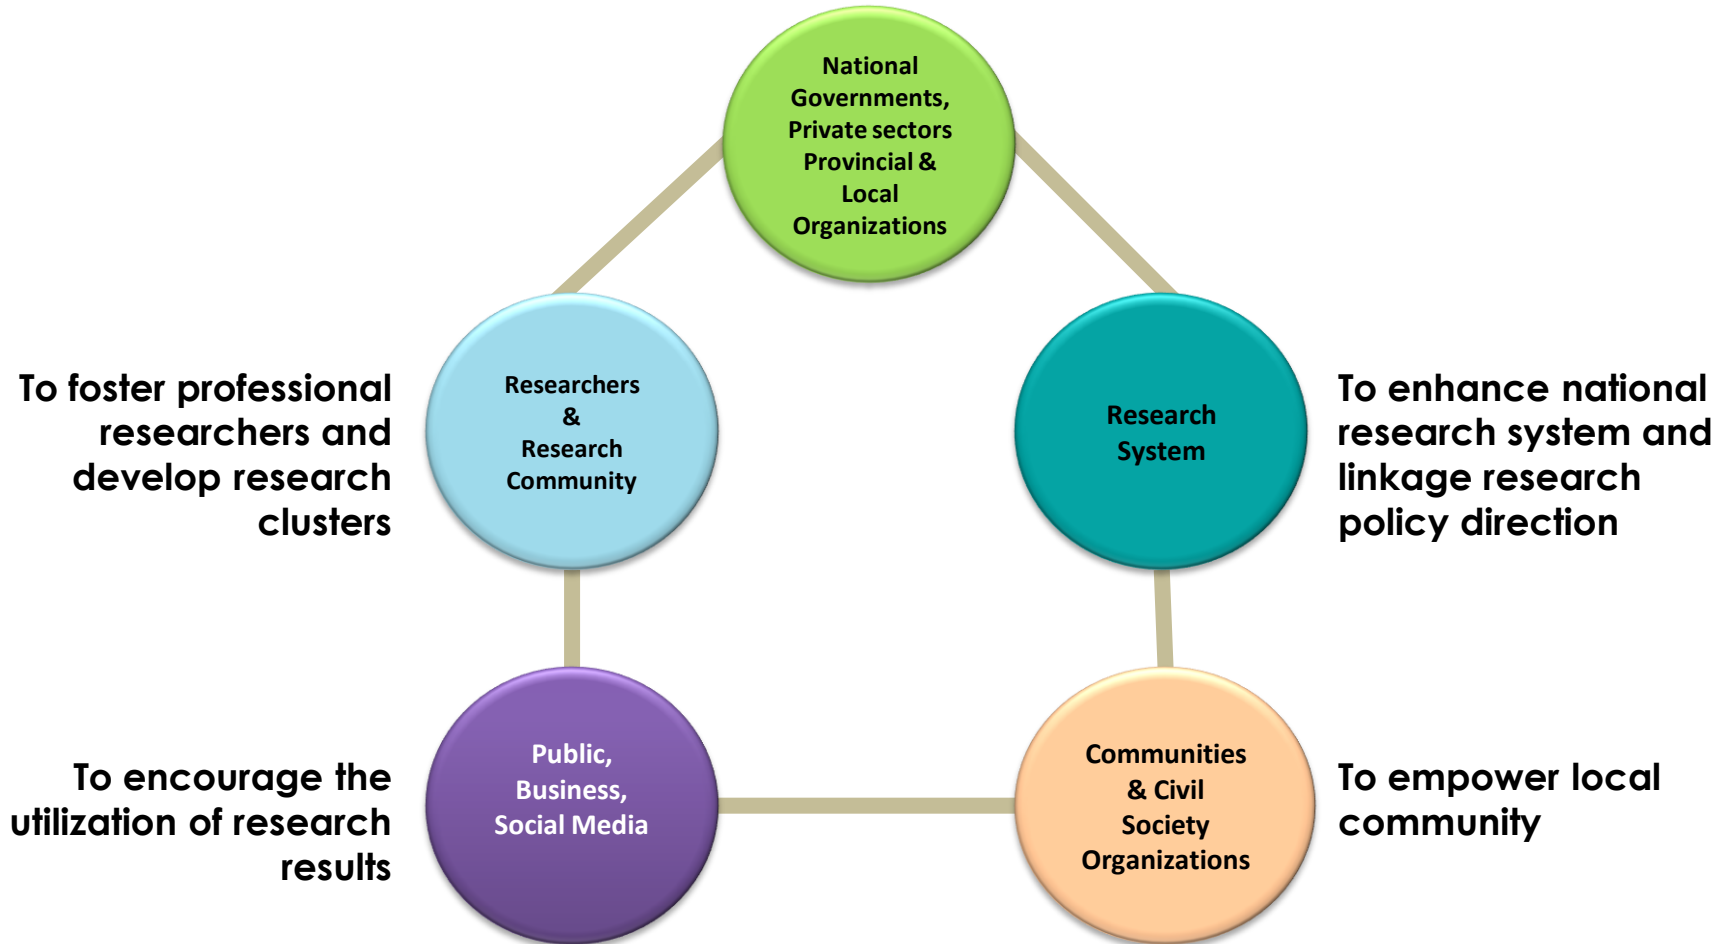 National
Governments,
Private sectors
Provincial &
Local
Organizations
To foster professional
researchers and
develop research
clusters
Researchers
&
Research
Community
Research
System
To enhance national
research system and
linkage research
policy direction
To encourage the
utilization of research
results
Public,
Business,
Social Media
Communities
& Civil
Society
Organizations
To empower local
community